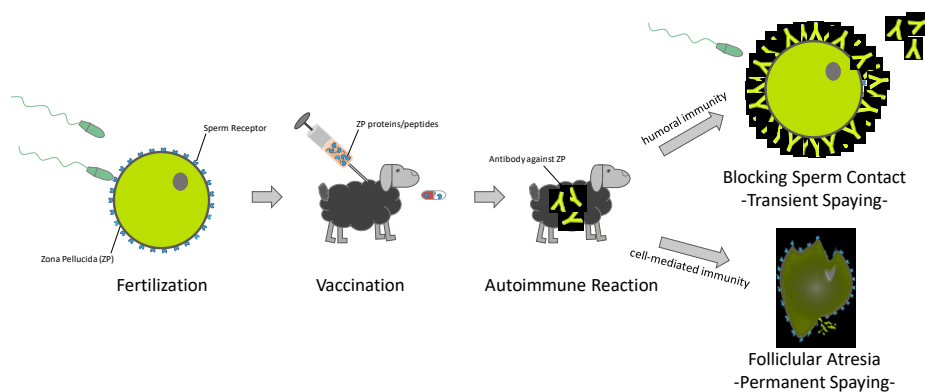 Sperm Receptor
Zona Pellucida (ZP)
Fertilization
ZP proteins/peptides
Vaccination
Antibody against ZP
Autoimmune Reaction
humoral immunity
Blocking Sperm Contact
-Transient Spaying-
cell-mediated immunity
Follicular Atresia
-Permanent Spaying-